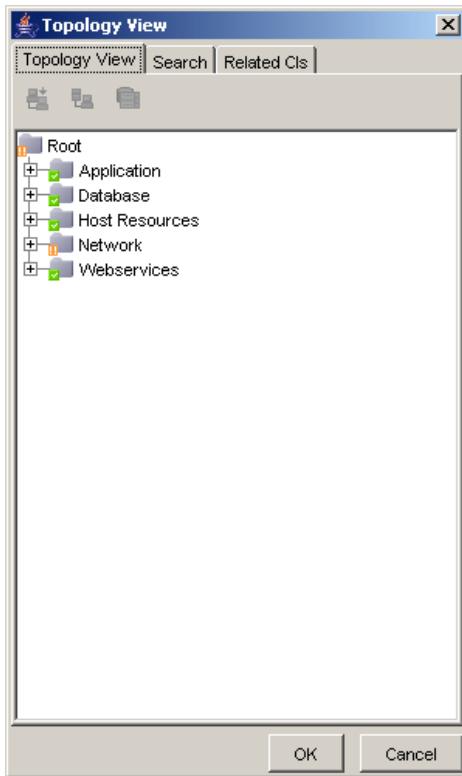 Topology View
Topology View Search Related CIs
Root
Application
Database
Host Resources
Network
Webservices
OK Cancel